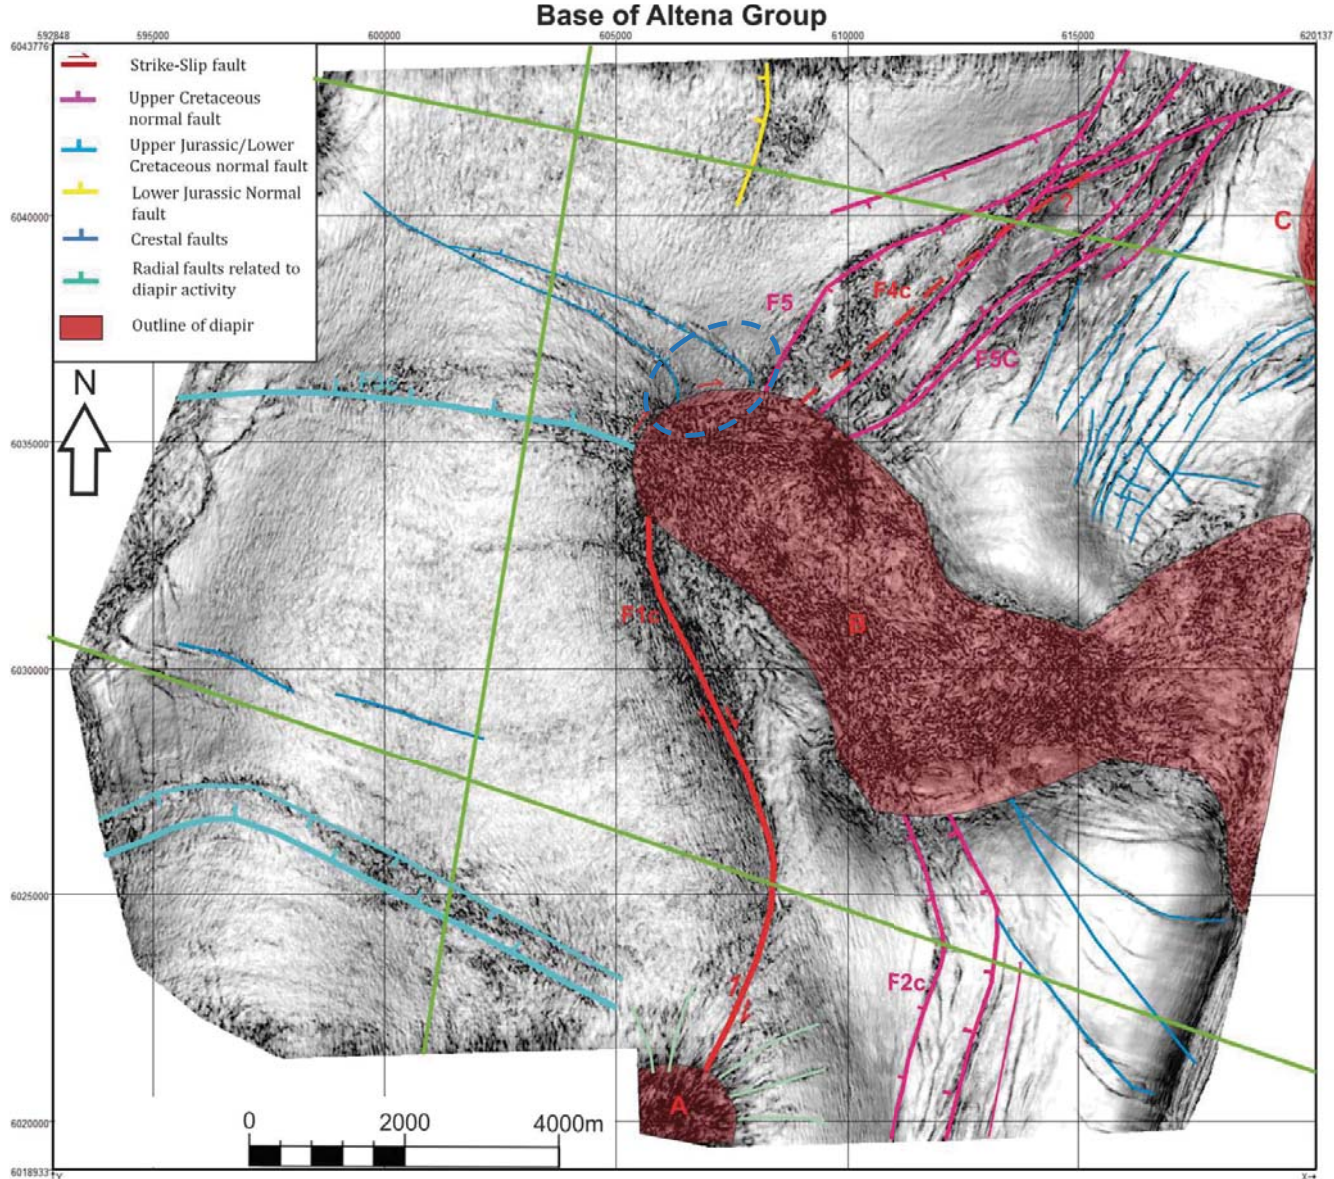 Base of Altena Group
592848 595000 600000 605000 610000 615000 620137
6043776
Strike-Slip fault
Upper Cretaceous
normal fault
Upper Jurassic/Lower
Cretaceous normal fault
Lower Jurassic Normal
fault
Crestal faults
Radial faults related to
diapir activity
Outline of diapir
6040000
?
C
F4c
F5
F5C
N
6035000
F1c
B
6030000
6025000
F2c
A
6020000
0 2000 4000m
6018933